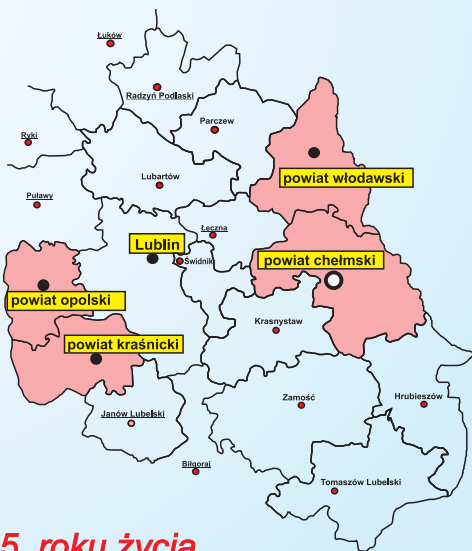 Łuków
Radzyń Podlaski
Parczew
Ryki
powiat włodawski
Lubartów
Puławy
Łęczna
Lublin
Świdnik
powiat chełmski
powiat opolski
Krasnystaw
powiat kraśnicki
Zamość
Hrubieszów
Janów Lubelski
Biłgoraj
Tomaszów Lubelski
5. roku życia